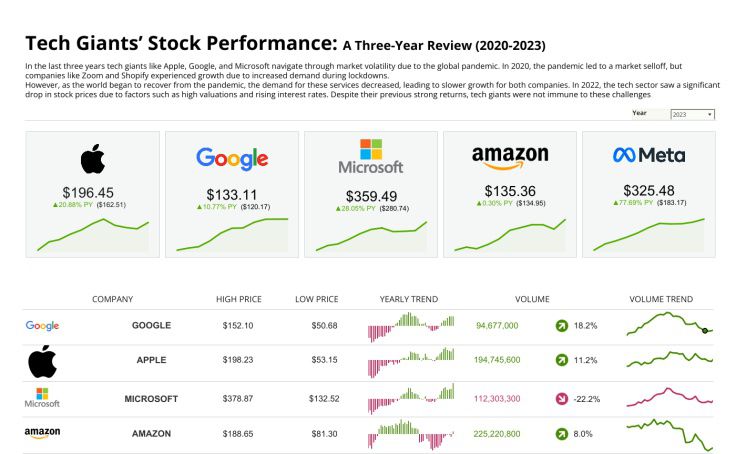 Tech Giants’ Stock Performance: A Three-Year Review (2020-2023)
In the last three years tech giants like Apple, Google, and Microsoft navigate through market volatility due to the global pandemic. In 2020, the pandemic led to a market selloff, but
companies like Zoom and Shopify experienced growth due to increased demand during lockdowns.
However, as the world began to recover from the pandemic, the demand for these services decreased, leading to slower growth for both companies. In 2022, the tech sector saw a significant
drop in stock prices due to factors such as high valuations and rising interest rates. Despite their previous strong returns, tech giants were not immune to these challenges
Year 2023
Google Microsoft amazon Meta
$196.45 $133.11 $359.49 $135.36 $325.48
▲20.88% PY ($162.51) ▲10.77% PY ($120.17) ▲28.05% PY ($280.74) ▲0.30% PY ($134.95) ▲77.69% PY ($183.17)
COMPANY HIGH PRICE LOW PRICE YEARLY TREND VOLUME VOLUME TREND
Google GOOGLE $152.10 $50.68 94,677,000 18.2%
APPLE $198.23 $53.15 194,745,600 11.2%
Microsoft MICROSOFT $378.87 $132.52 112,303,300 -22.2%
amazon AMAZON $188.65 $81.30 225,220,800 8.0%